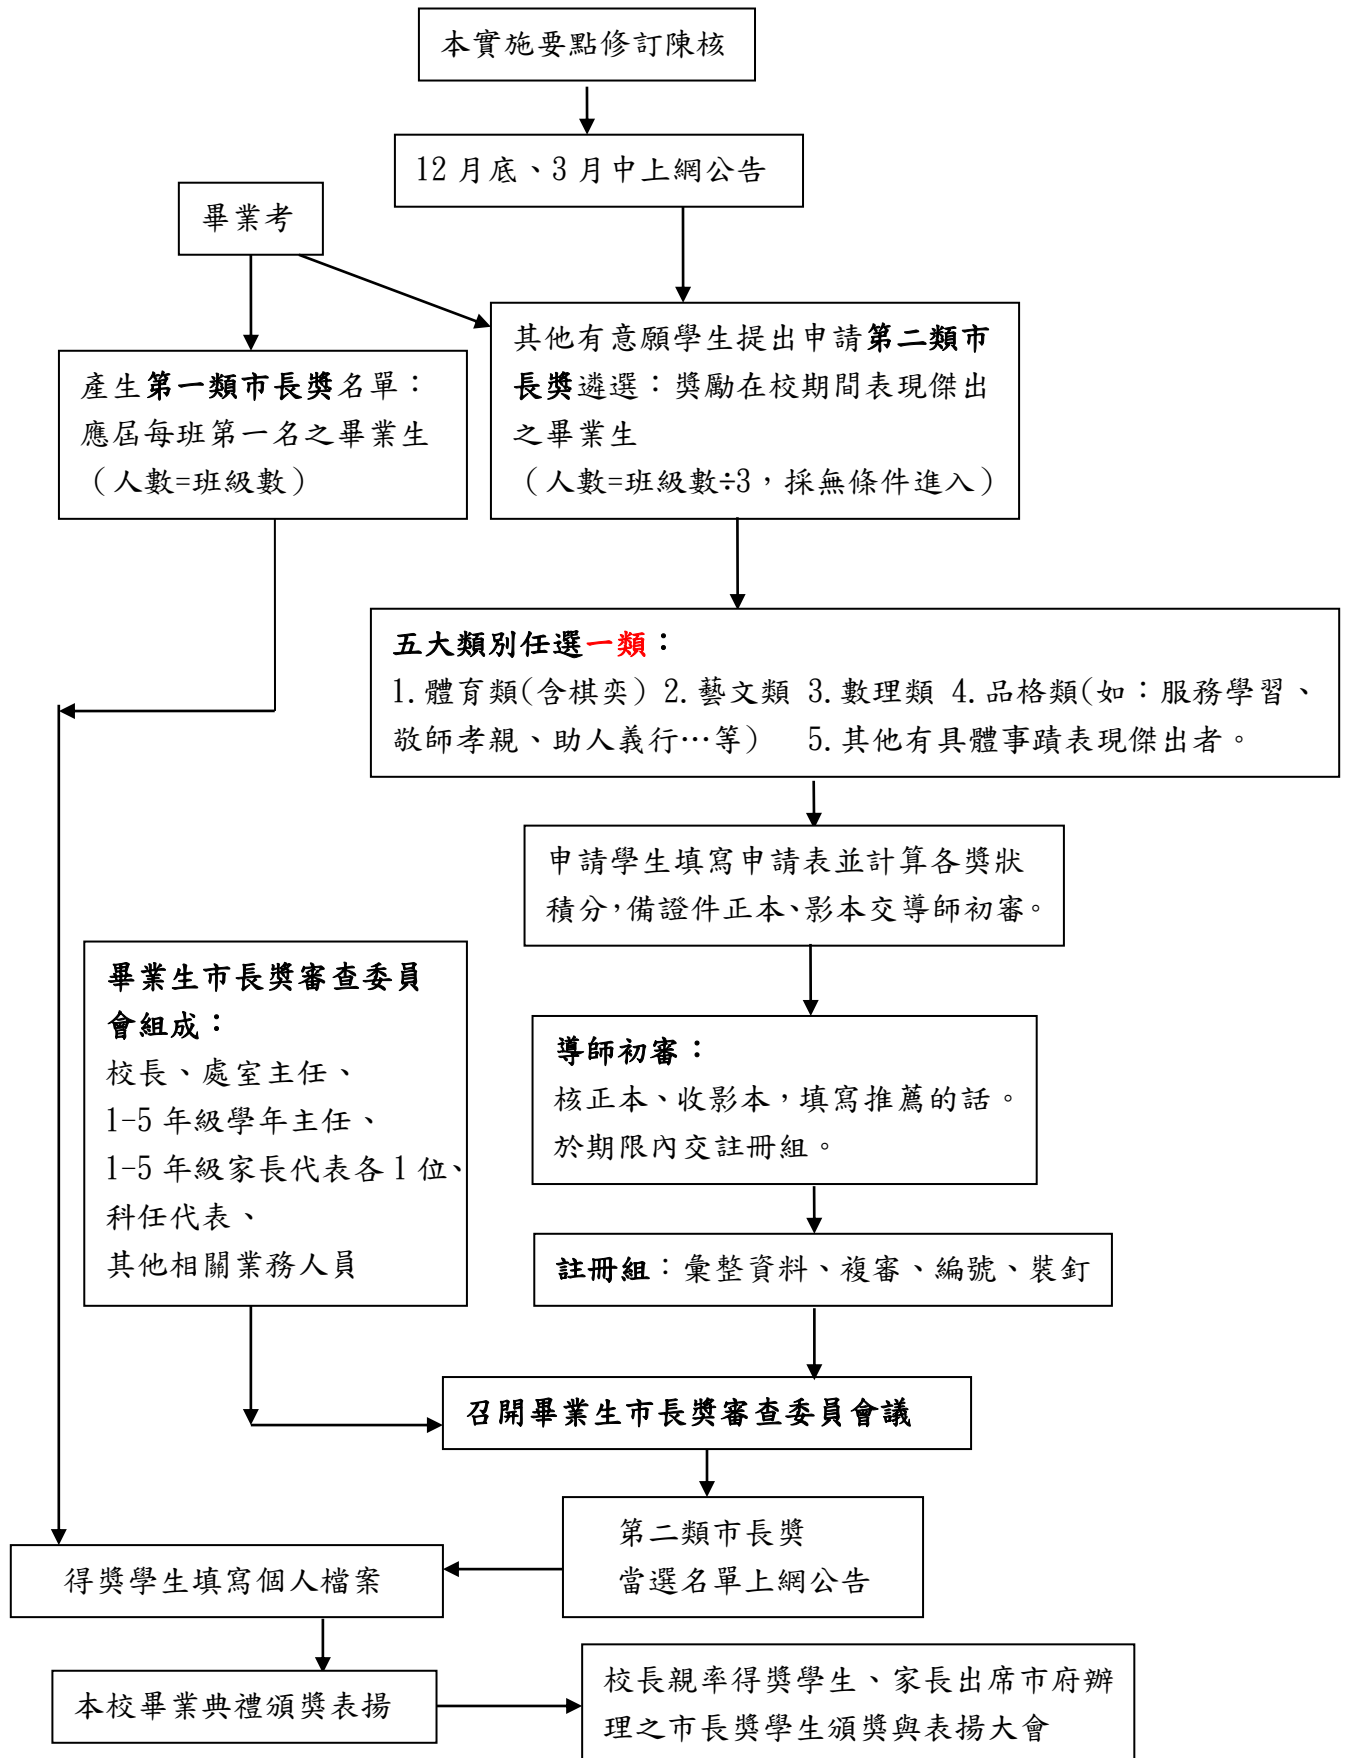 本實施要點修訂陳核
12 月底、3 月中上網公告
畢業考
其他有意願學生提出申請第二類市
長獎遴選：獎勵在校期間表現傑出
之畢業生
（人數=班級數÷3，採無條件進入）
產生第一類市長獎名單：
應屆每班第一名之畢業生
（人數=班級數）
五大類別任選一類：
1. 體育類(含棋奕) 2. 藝文類 3. 數理類 4. 品格類(如：服務學習、
敬師孝親、助人義行…等) 5. 其他有具體事蹟表現傑出者。
申請學生填寫申請表並計算各獎狀
積分,備證件正本、影本交導師初審。
畢業生市長獎審查委員
會組成：
校長、處室主任、
1-5 年級學年主任、
1-5 年級家長代表各 1 位、
科任代表、
其他相關業務人員
導師初審：
核正本、收影本，填寫推薦的話。
於期限內交註冊組。
註冊組：彙整資料、複審、編號、裝釘
召開畢業生市長獎審查委員會議
第二類市長獎
當選名單上網公告
得獎學生填寫個人檔案
本校畢業典禮頒獎表揚
校長親率得獎學生、家長出席市府辦
理之市長獎學生頒獎與表揚大會